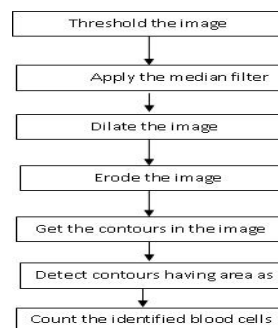 Threshold the image
Apply the median filter
Dilate the image
Erode the image
Get the contours in the image
Detect contours having area as
Count the identified blood cells